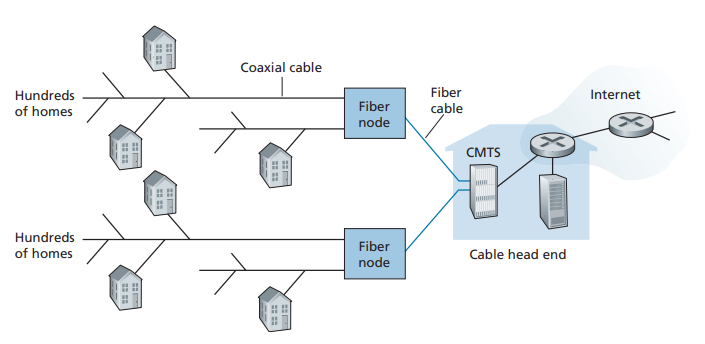 Coaxial cable
Hundreds
of homes
Fiber
node
Fiber
cable
Internet
CMTS
Hundreds
of homes
Fiber
node
Cable head end